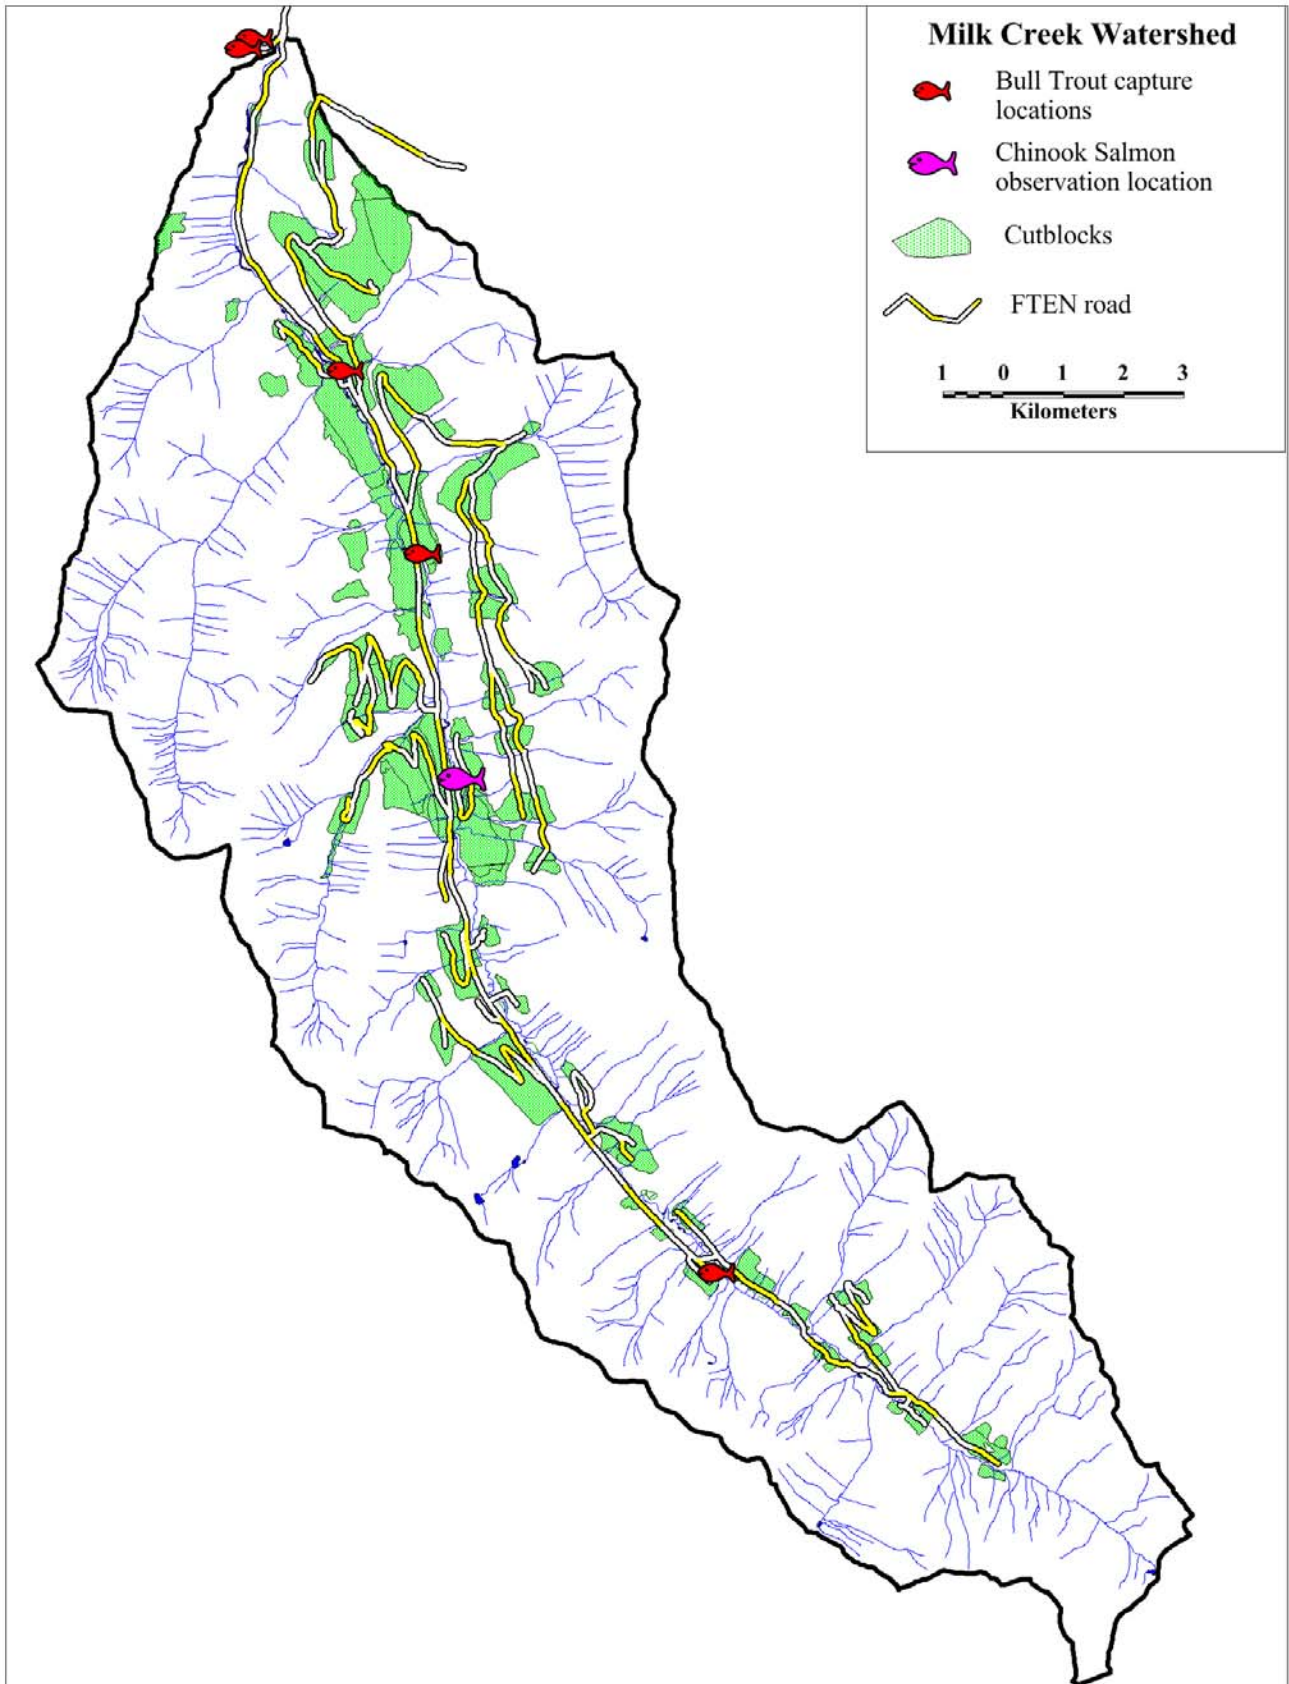 Milk Creek Watershed
Bull Trout capture
locations
Chinook Salmon
observation location
Cutblocks
FTEN road
1 0 1 2 3
Kilometers